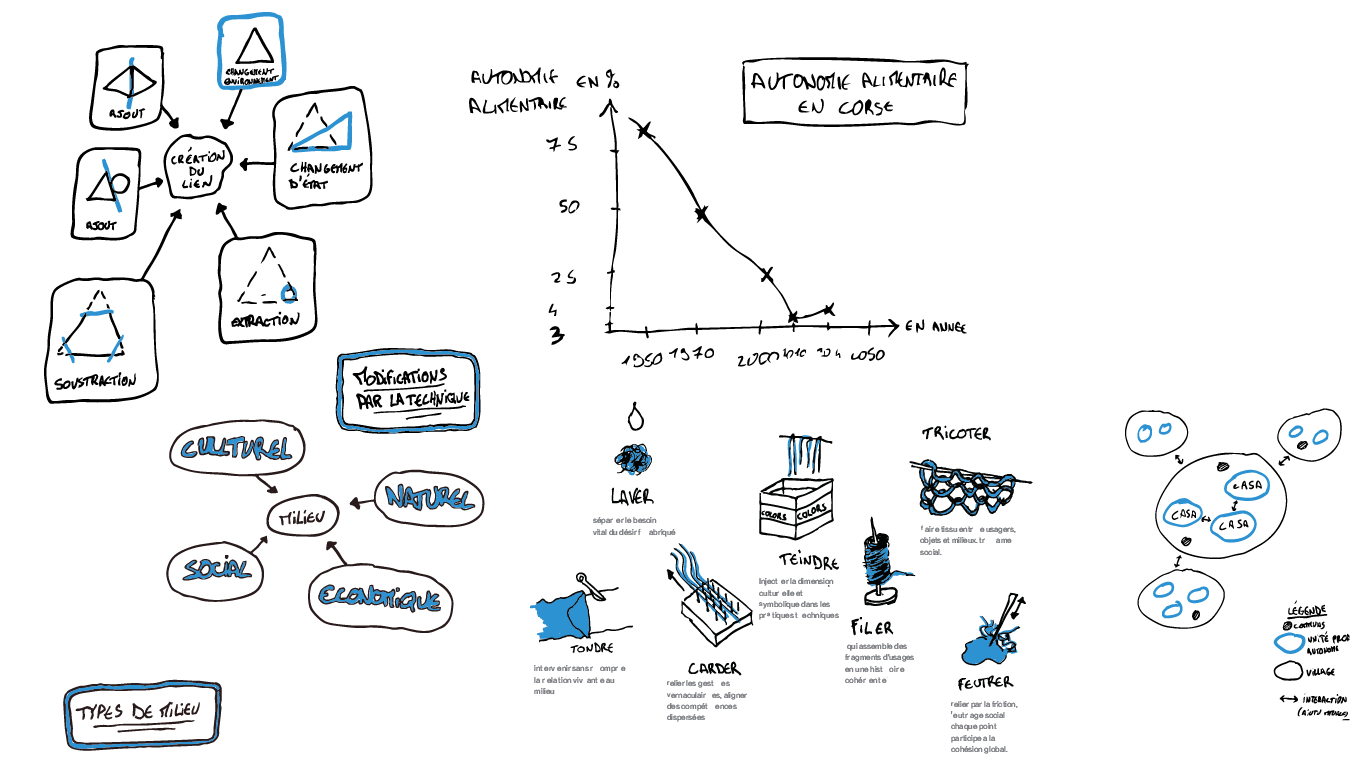 AJOUT
CHANGEMENT
ENVIRONNEMENT
CRÉATION
DU
LIEN
CHANGEMENT
D'ÉTAT
AJOUT
EXTRACTION
SOUSTRACTION
MODIFICATIONS
PAR LA TECHNIQUE
CULTUREL
NATUREL
MILIEU
SOCIAL
ECONOMIQUE
TYPES DE MILIEU
AUTONOMIE EN %
ALIMENTAIRE
AUTONOMIE ALIMENTAIRE
EN CORSE
75
50
25
4
3
EN ANNÉE
1950 1970 2000 2010 2050
LAVER
séparer le besoin
vital du désir fabriqué
TONDRE
intervenir sans rompre
la relation vivante au
milieu
CARDER
relier les gestes
vernaculaires, aligner
des compétences
dispersées
COLORS COLORS
TEINDRE
Injecter la dimension
culturelle et
symbolique dans les
pratiques techniques
FILER
qui assemble des
fragments d'usages
en une histoire
cohérente
TRICOTER
faire tissu entre usagers,
objets et milieux. trame
social.
FEUTRER
relier par la friction,
feutrage social
chaque point
participe a la
cohésion global.
CASA
CASA
CASA
LÉGENDE
COMMUNS
UNITÉ PROD
AUTONOME
VILLAGE
INTERACTION